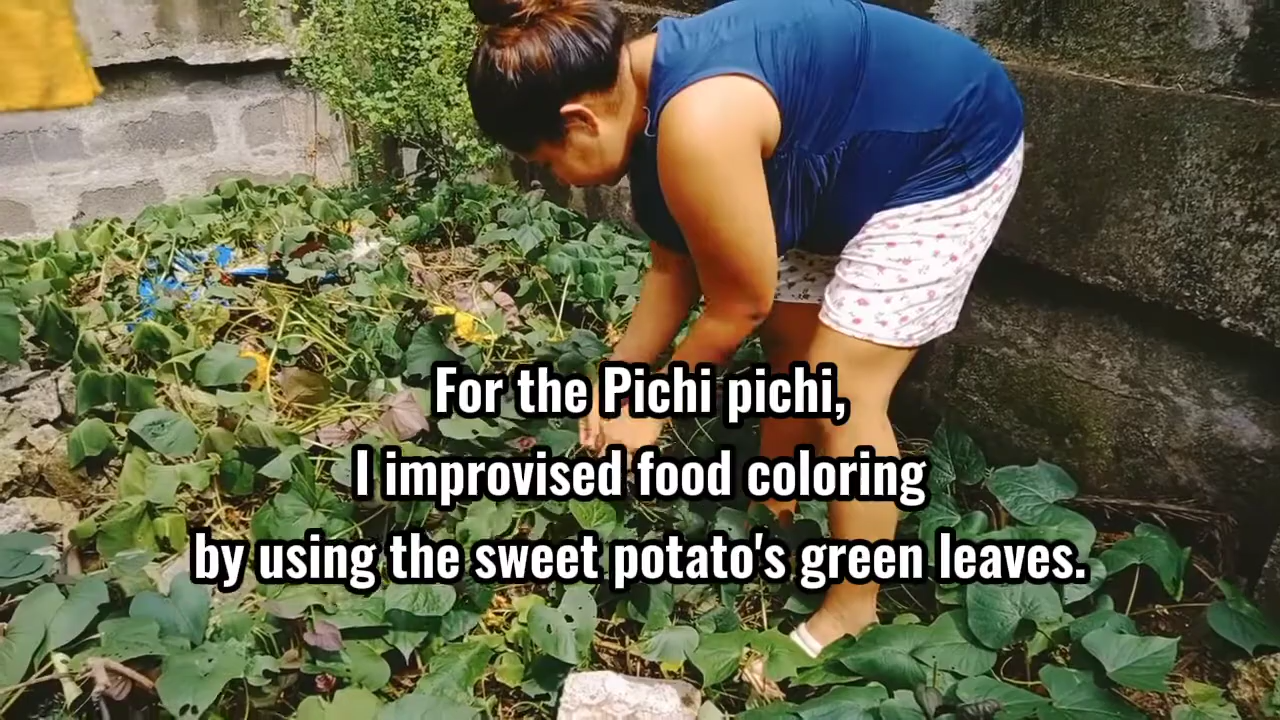 For the Pichi pichi,
I improvised food coloring
by using the sweet potato's green leaves.